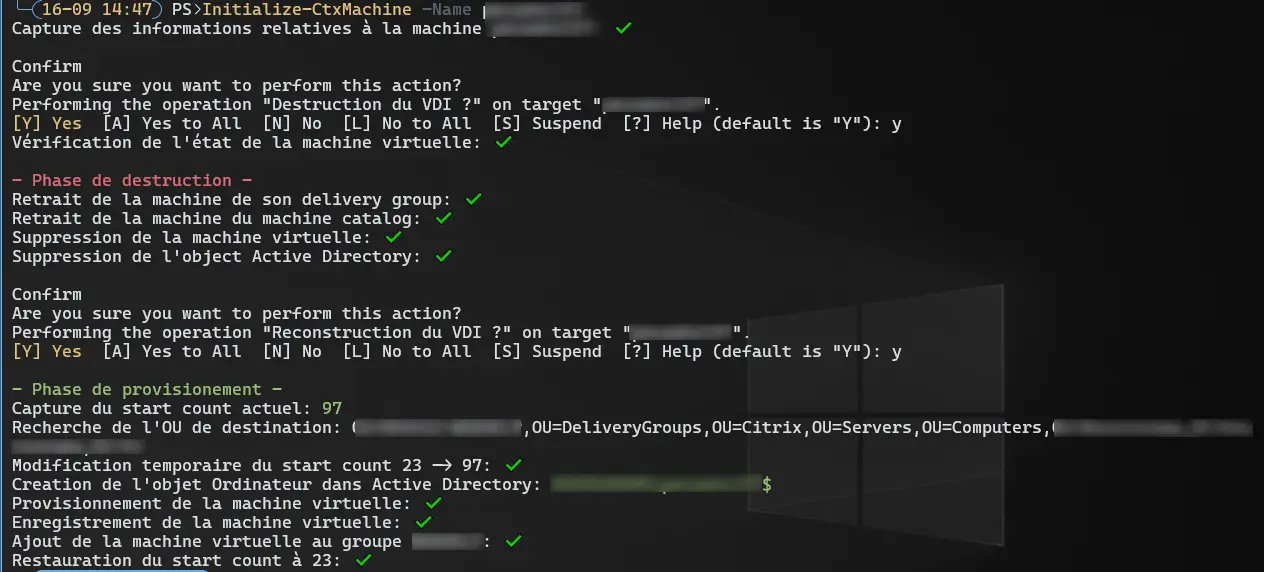 16-09 14:47 PS>Initialize-CtxMachine -Name
Capture des informations relatives à la machine ✓
Confirm
Are you sure you want to perform this action?
Performing the operation "Destruction du VDI ?" on target "".
[Y] Yes [A] Yes to All [N] No [L] No to All [S] Suspend [?] Help (default is "Y"): y
Vérification de l'état de la machine virtuelle: ✓
- Phase de destruction -
Retrait de la machine de son delivery group: ✓
Retrait de la machine du machine catalog: ✓
Suppression de la machine virtuelle: ✓
Suppression de l'object Active Directory: ✓
Confirm
Are you sure you want to perform this action?
Performing the operation "Reconstruction du VDI ?" on target "".
[Y] Yes [A] Yes to All [N] No [L] No to All [S] Suspend [?] Help (default is "Y"): y
- Phase de provisionement -
Capture du start count actuel: 97
Recherche de l'OU de destination: ,OU=DeliveryGroups,OU=Citrix,OU=Servers,OU=Computers,
Modification temporaire du start count 23 -> 97: ✓
Creation de l'objet Ordinateur dans Active Directory: $
Provisionnement de la machine virtuelle: ✓
Enregistrement de la machine virtuelle: ✓
Ajout de la machine virtuelle au groupe : ✓
Restauration du start count à 23: ✓